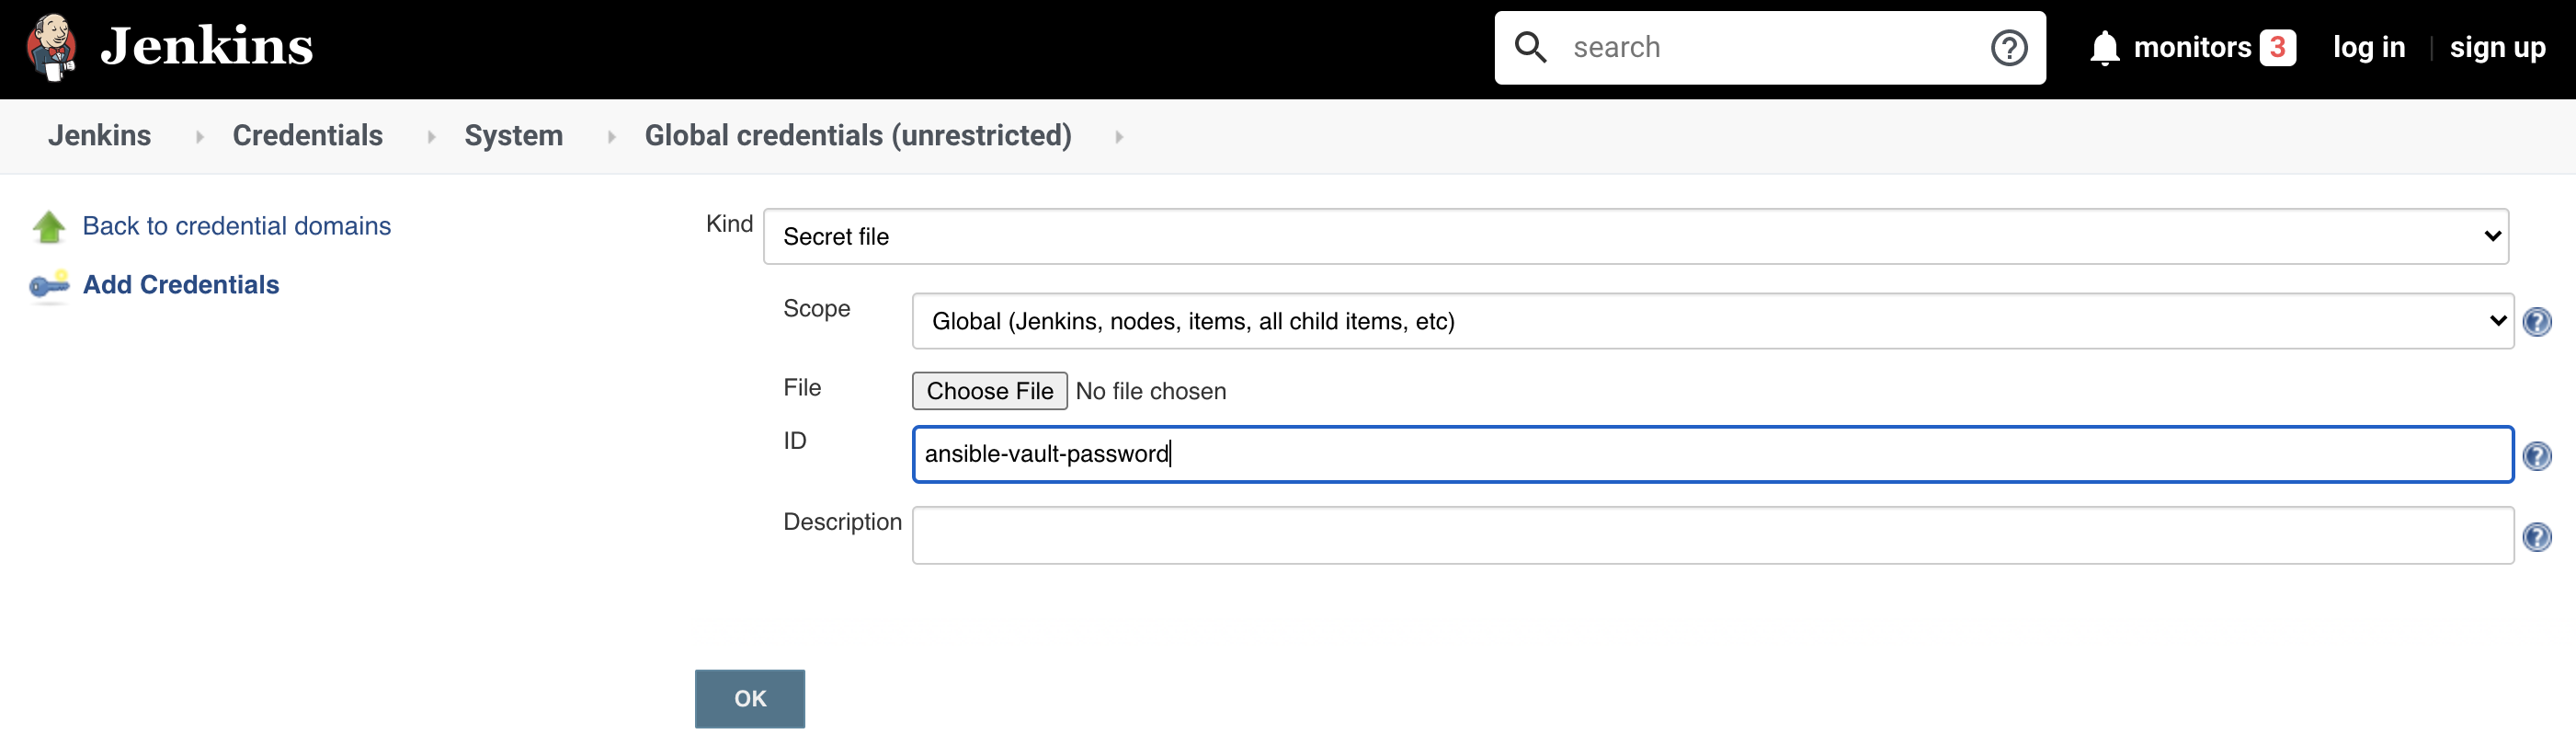 Jenkins
search
monitors 3
log in
sign up
Jenkins
Credentials
System
Global credentials (unrestricted)
Back to credential domains
Add Credentials
Kind
Secret file
Scope
Global (Jenkins, nodes, items, all child items, etc)
File
Choose File No file chosen
ID
ansible-vault-password
Description
OK